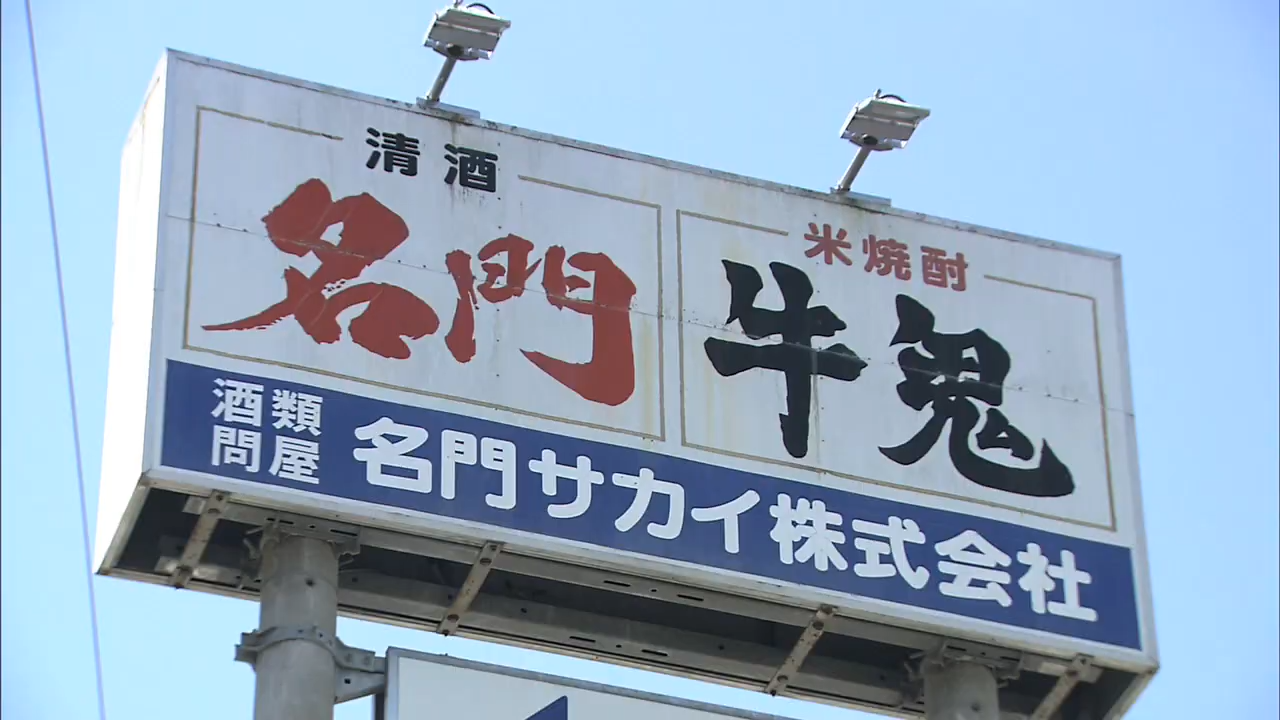 清酒
名門
米焼酎
牛鬼
酒類
問屋
名門サカイ株式会社